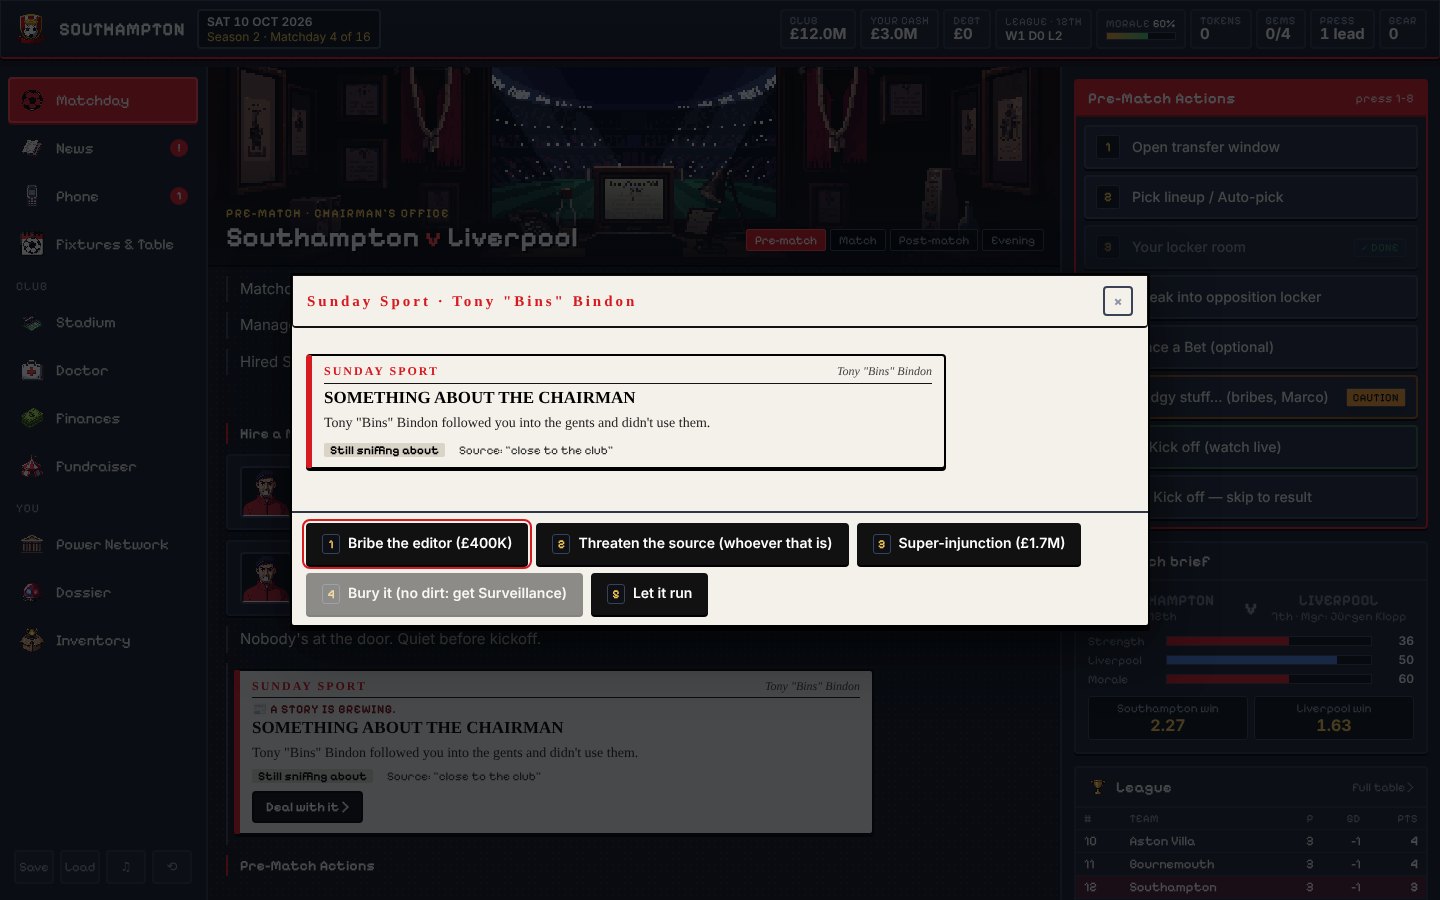 SOUTHAMPTON
SAT 10 OCT 2026
Season 2 · Matchday 4 of 16
CLUB
£12.0M
YOUR CASH
£3.0M
DEBT
£0
LEAGUE · 12TH
W1 D0 L2
MORALE 60%
TOKENS
0
GEMS
0/4
PRESS
1 lead
GEAR
0
Matchday
News
!
Phone
1
Fixtures & Table
CLUB
Stadium
Doctor
Finances
Fundraiser
YOU
Power Network
Dossier
Inventory
Save
Load
PRE-MATCH · CHAIRMAN'S OFFICE
Southampton v Liverpool
Pre-match
Match
Post-match
Evening
Hired S
Sunday Sport · Tony "Bins" Bindon
×
SUNDAY SPORT
Tony "Bins" Bindon
SOMETHING ABOUT THE CHAIRMAN
Tony "Bins" Bindon followed you into the gents and didn't use them.
Still sniffing about
Source: "close to the club"
1 Bribe the editor (£400K)
2 Threaten the source (whoever that is)
3 Super-injunction (£1.7M)
4 Bury it (no dirt: get Surveillance)
5 Let it run
Nobody's at the door. Quiet before kickoff.
SUNDAY SPORT
Tony "Bins" Bindon
A STORY IS BREWING.
SOMETHING ABOUT THE CHAIRMAN
Tony "Bins" Bindon followed you into the gents and didn't use them.
Still sniffing about
Source: "close to the club"
Deal with it >
Pre-Match Actions
Pre-Match Actions
press 1-8
1 Open transfer window
2 Pick lineup / Auto-pick
3 Your locker room
✓ DONE
eak into opposition locker
ce a Bet (optional)
dgy stuff... (bribes, Marco)
CAUTION
Kick off (watch live)
Kick off — skip to result
ch brief
HAMPTON
12th
v
LIVERPOOL
7th · Mgr: Jürgen Klopp
Strength
36
Liverpool
50
Morale
60
Southampton win
2.27
Liverpool win
1.63
League
Full table >
# TEAM P GD PTS
10 Aston Villa 3 -1 4
11 Bournemouth 3 -1 4
12 Southampton 3 -1 3